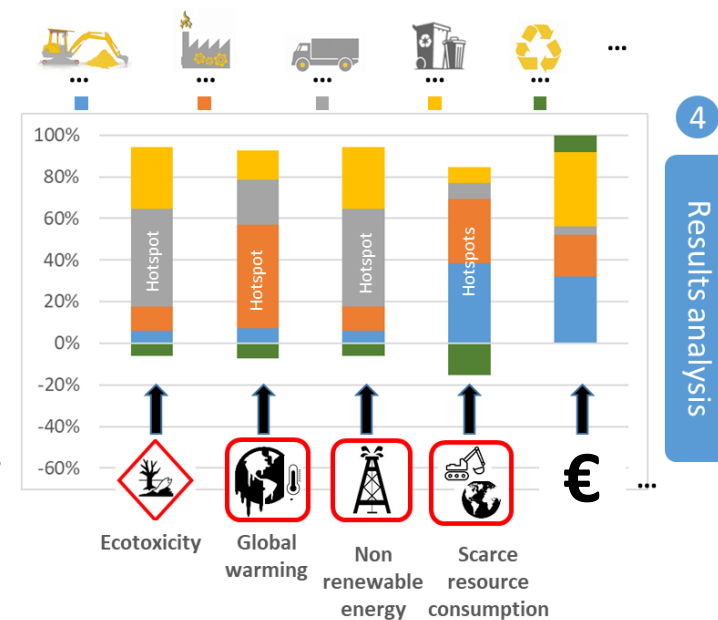 ...
... ... ... ... ...
100%
80%
60%
40%
20%
0%
-20%
-40%
-60%
Hotspot
Hotspot
Hotspot
Hotspots
€
...
Ecotoxicity
Global
warming
Non
renewable
energy
Scarce
resource
consumption
4
Results analysis